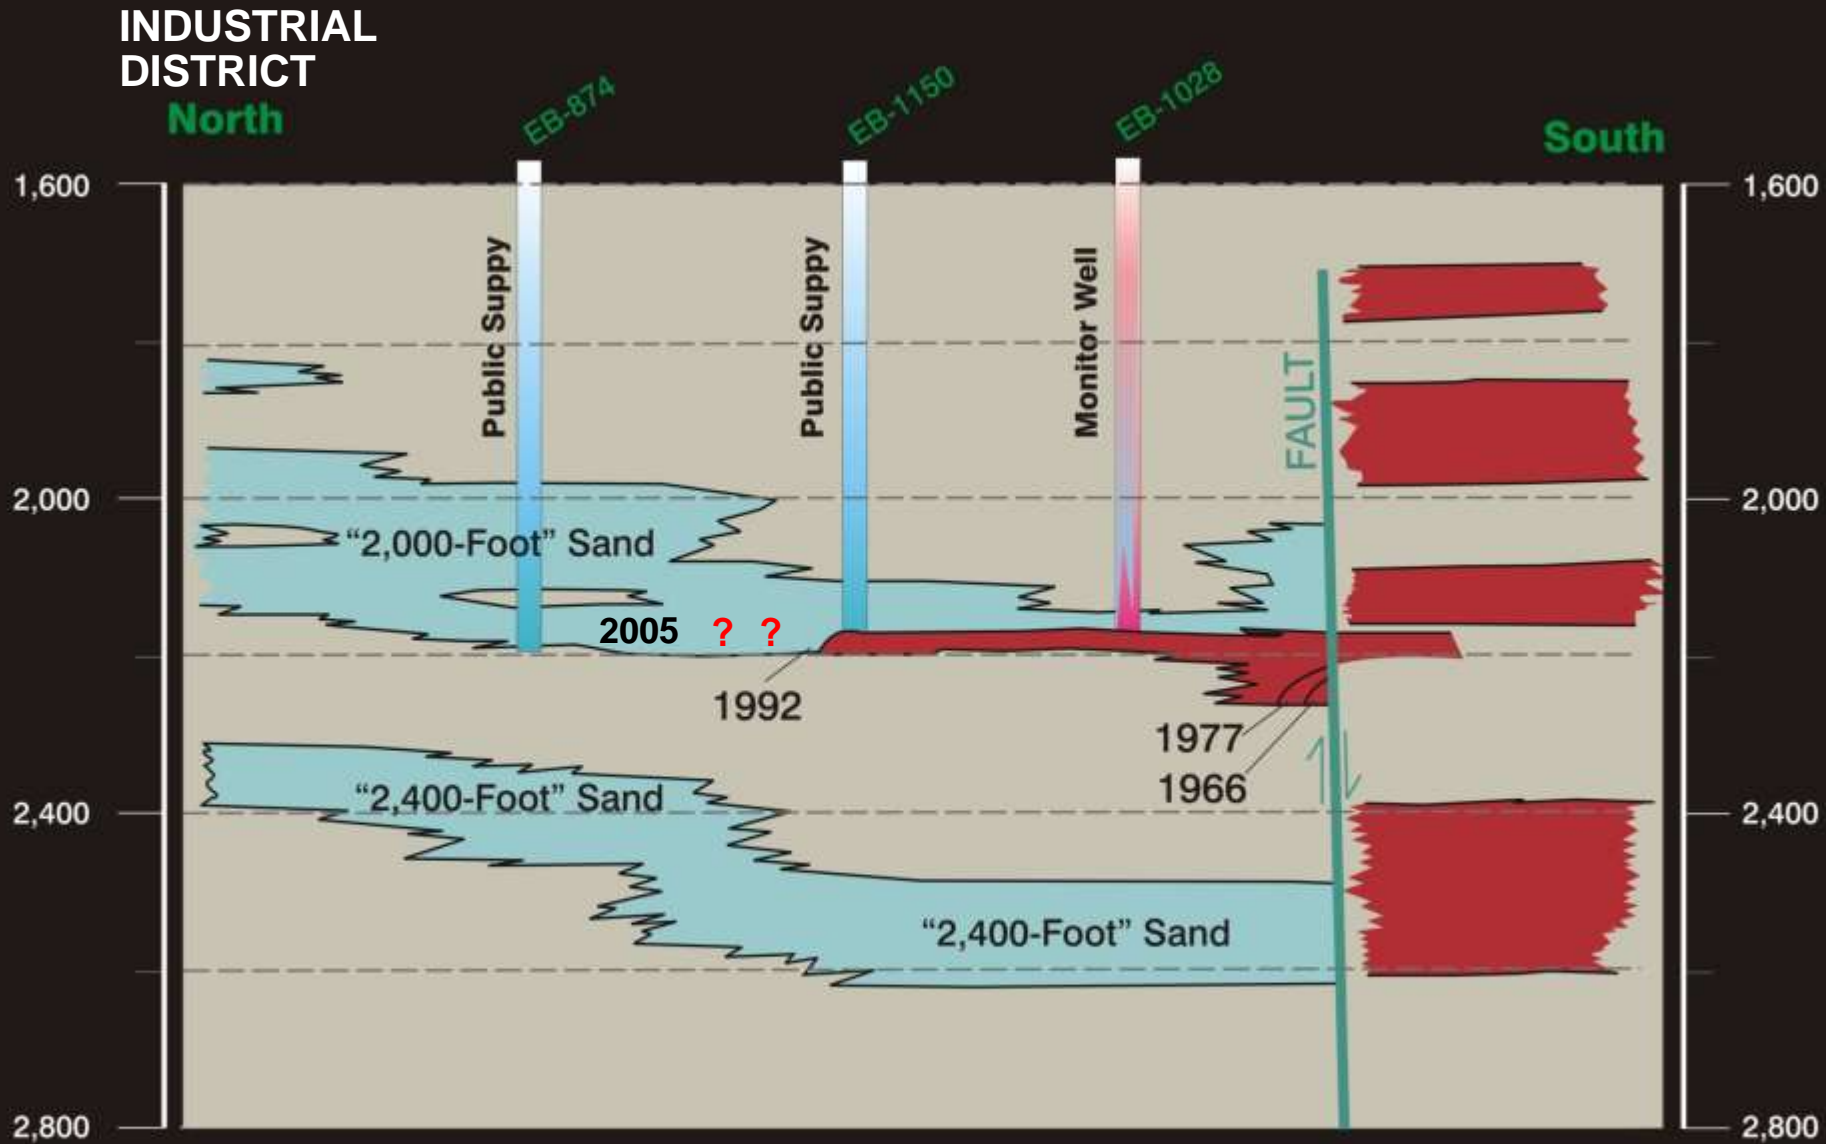 INDUSTRIAL
DISTRICT
North
EB-874
EB-1150
EB-1028
South
1,600
1,600
Public Suppy
Public Suppy
Monitor Well
FAULT
2,000
2,000
“2,000-Foot” Sand
2005 ? ?
1992
1977
1966
“2,400-Foot” Sand
2,400
2,400
“2,400-Foot” Sand
2,800
2,800